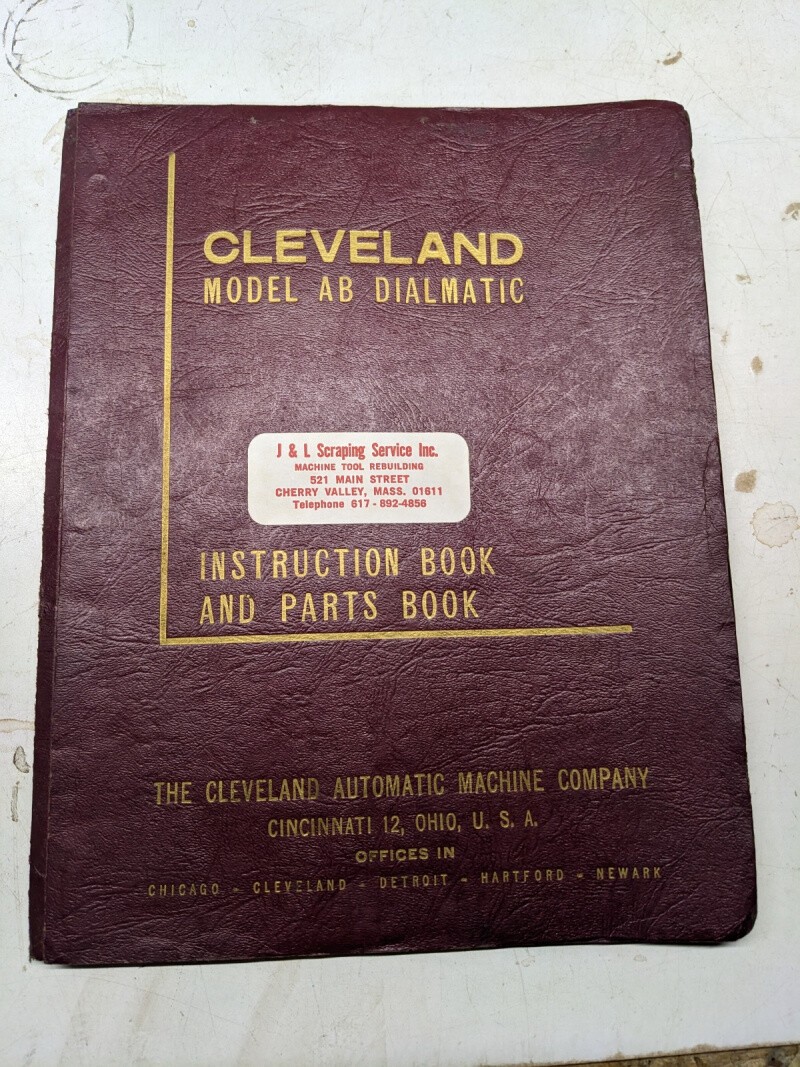 CLEVELAND
MODEL AB DIALMATIC
J & L Scraping Service Inc.
MACHINE TOOL REBUILDING
521 MAIN STREET
CHERRY VALLEY, MASS. 01611
Telephone 617 - 892-4856
INSTRUCTION BOOK
AND PARTS BOOK
THE CLEVELAND AUTOMATIC MACHINE COMPANY
CINCINNATI 12, OHIO, U. S. A.
OFFICES IN
CHICAGO - CLEVELAND - DETROIT - HARTFORD - NEWARK